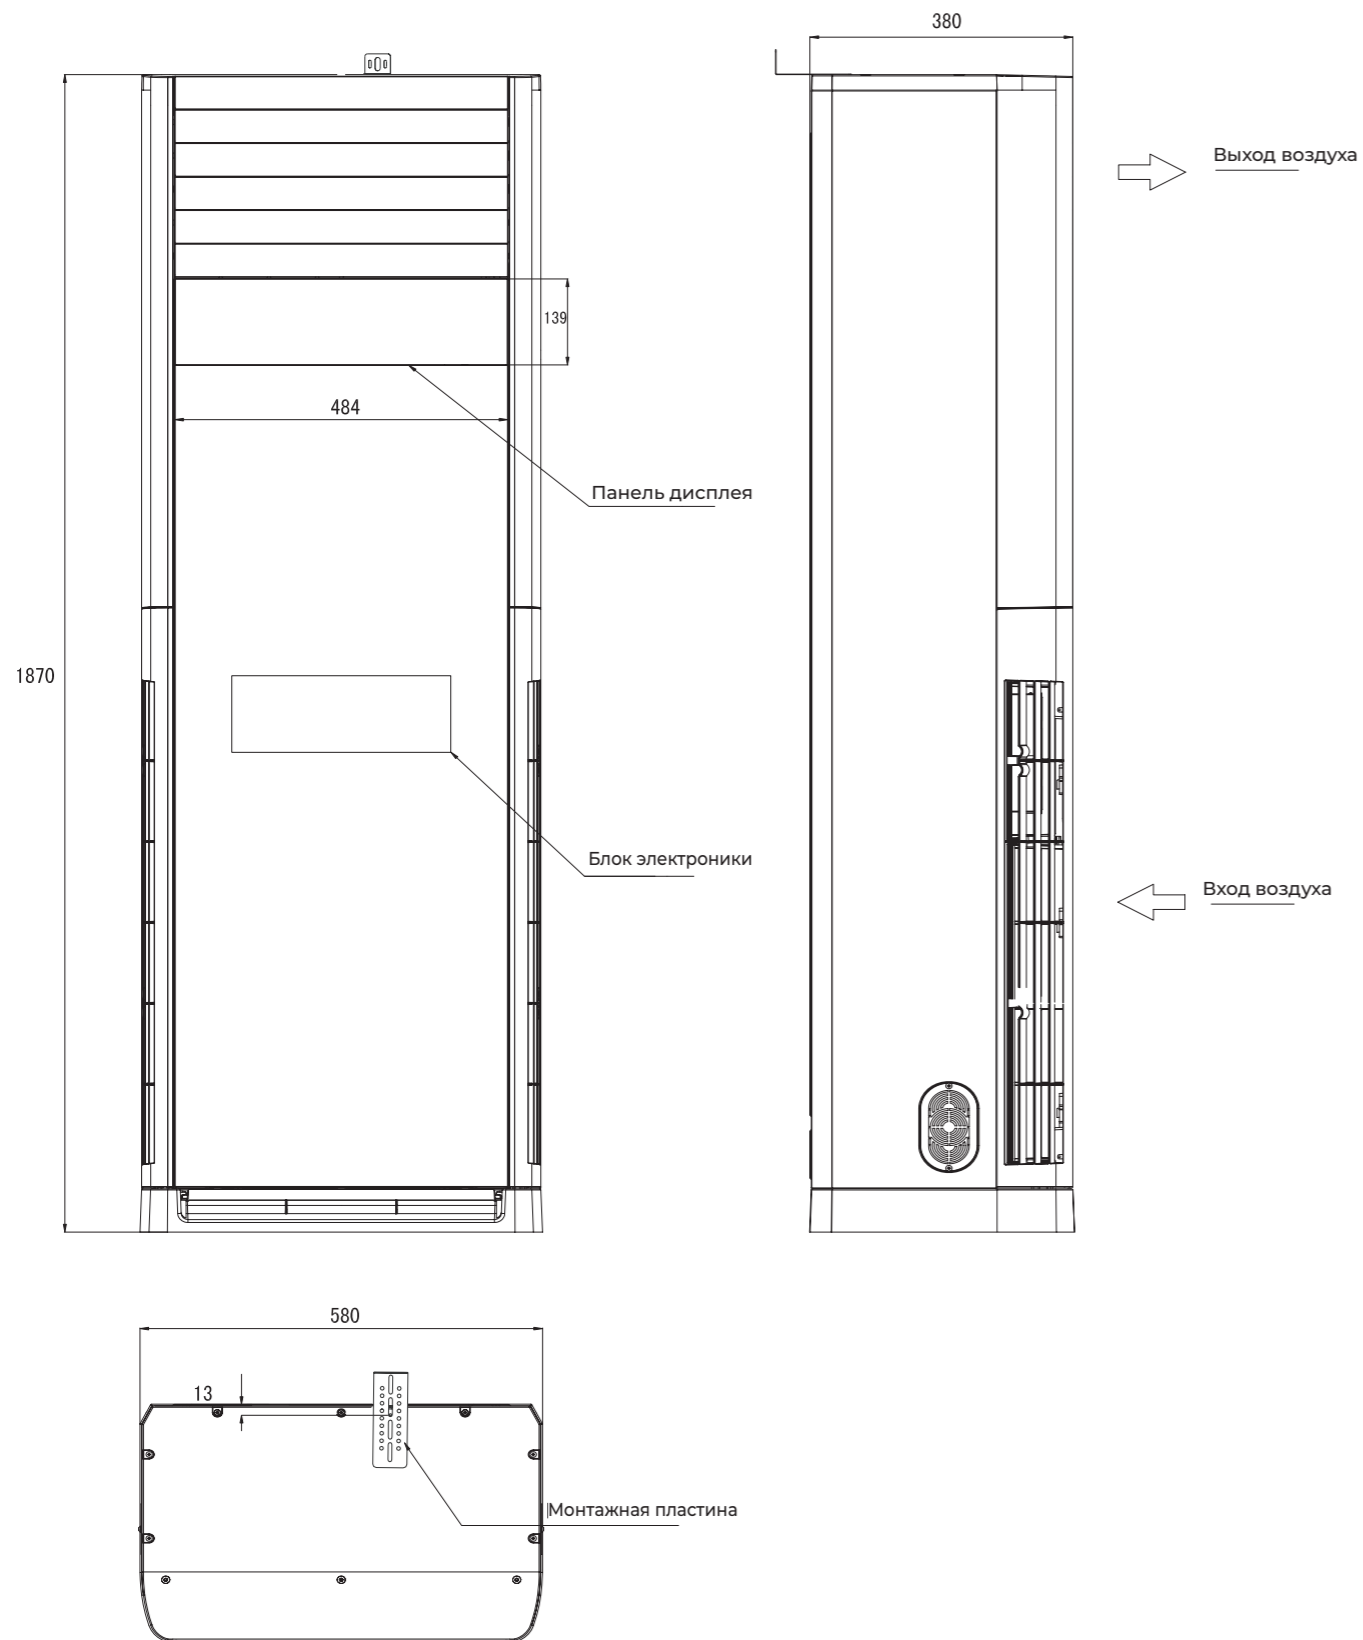 380
Выход воздуха
139
484
Панель дисплея
1870
Блок электроники
Вход воздуха
580
13
Монтажная пластина